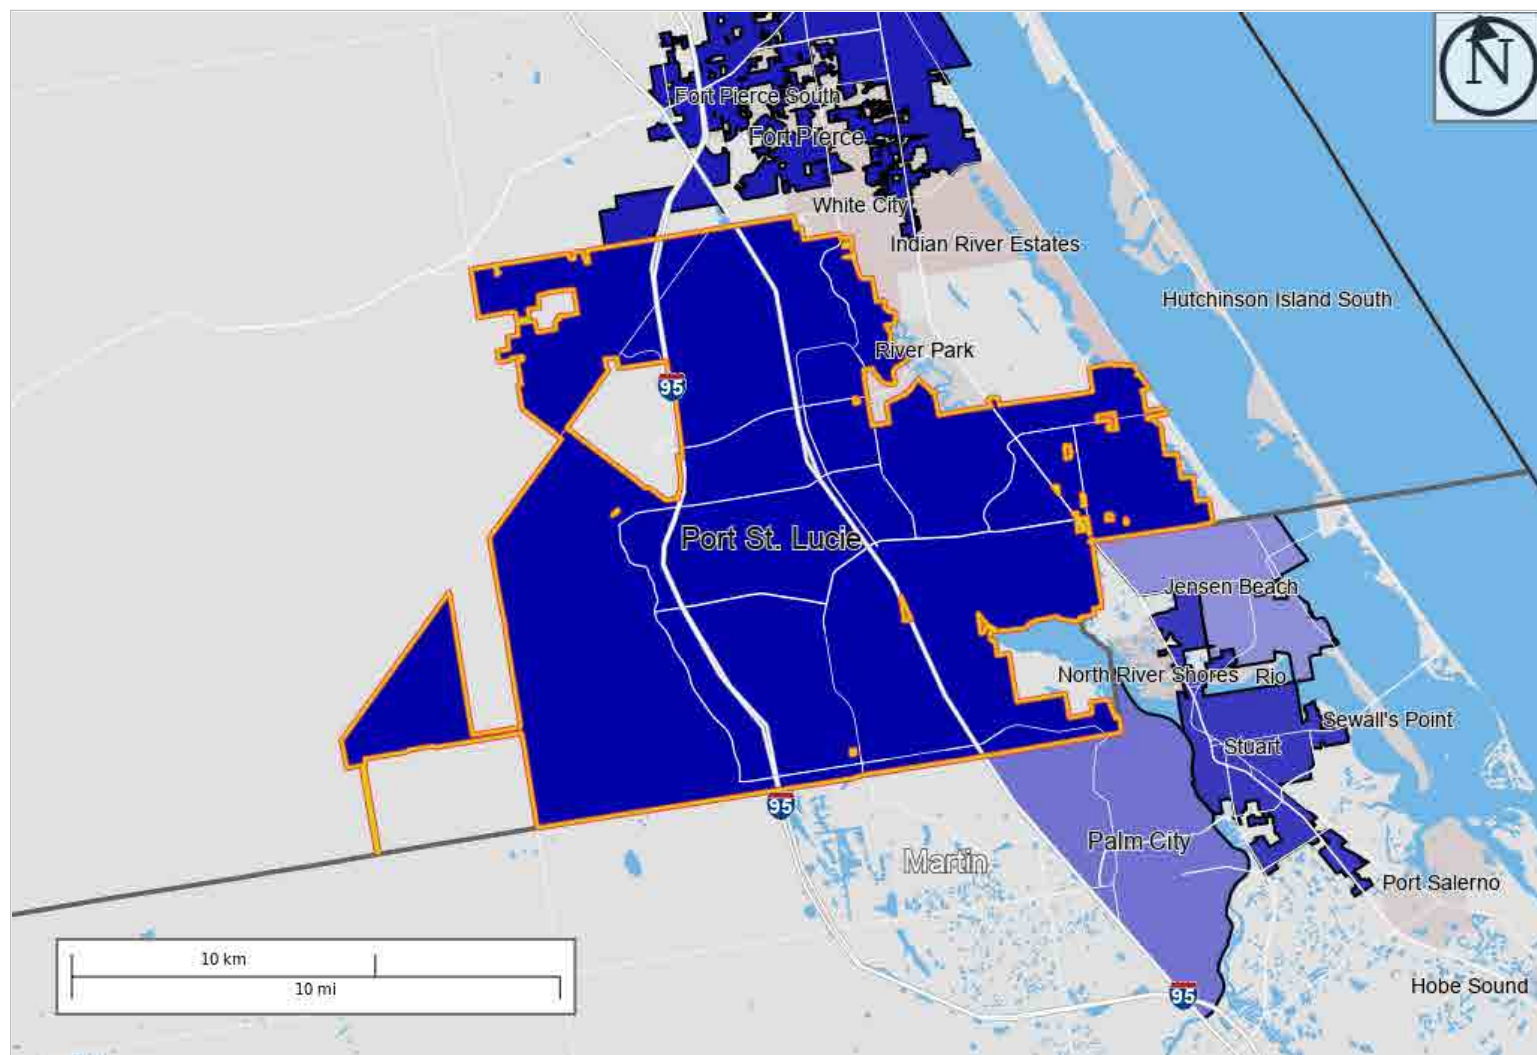 N
Fort Pierce South
Fort Pierce
White City
Indian River Estates
Hutchinson Island South
River Park
95
Port St. Lucie
Jensen Beach
North River Shores
Rio
Sewall's Point
Stuart
95
Palm City
Martin
Port Salerno
10 km
10 mi
Hobe Sound
95